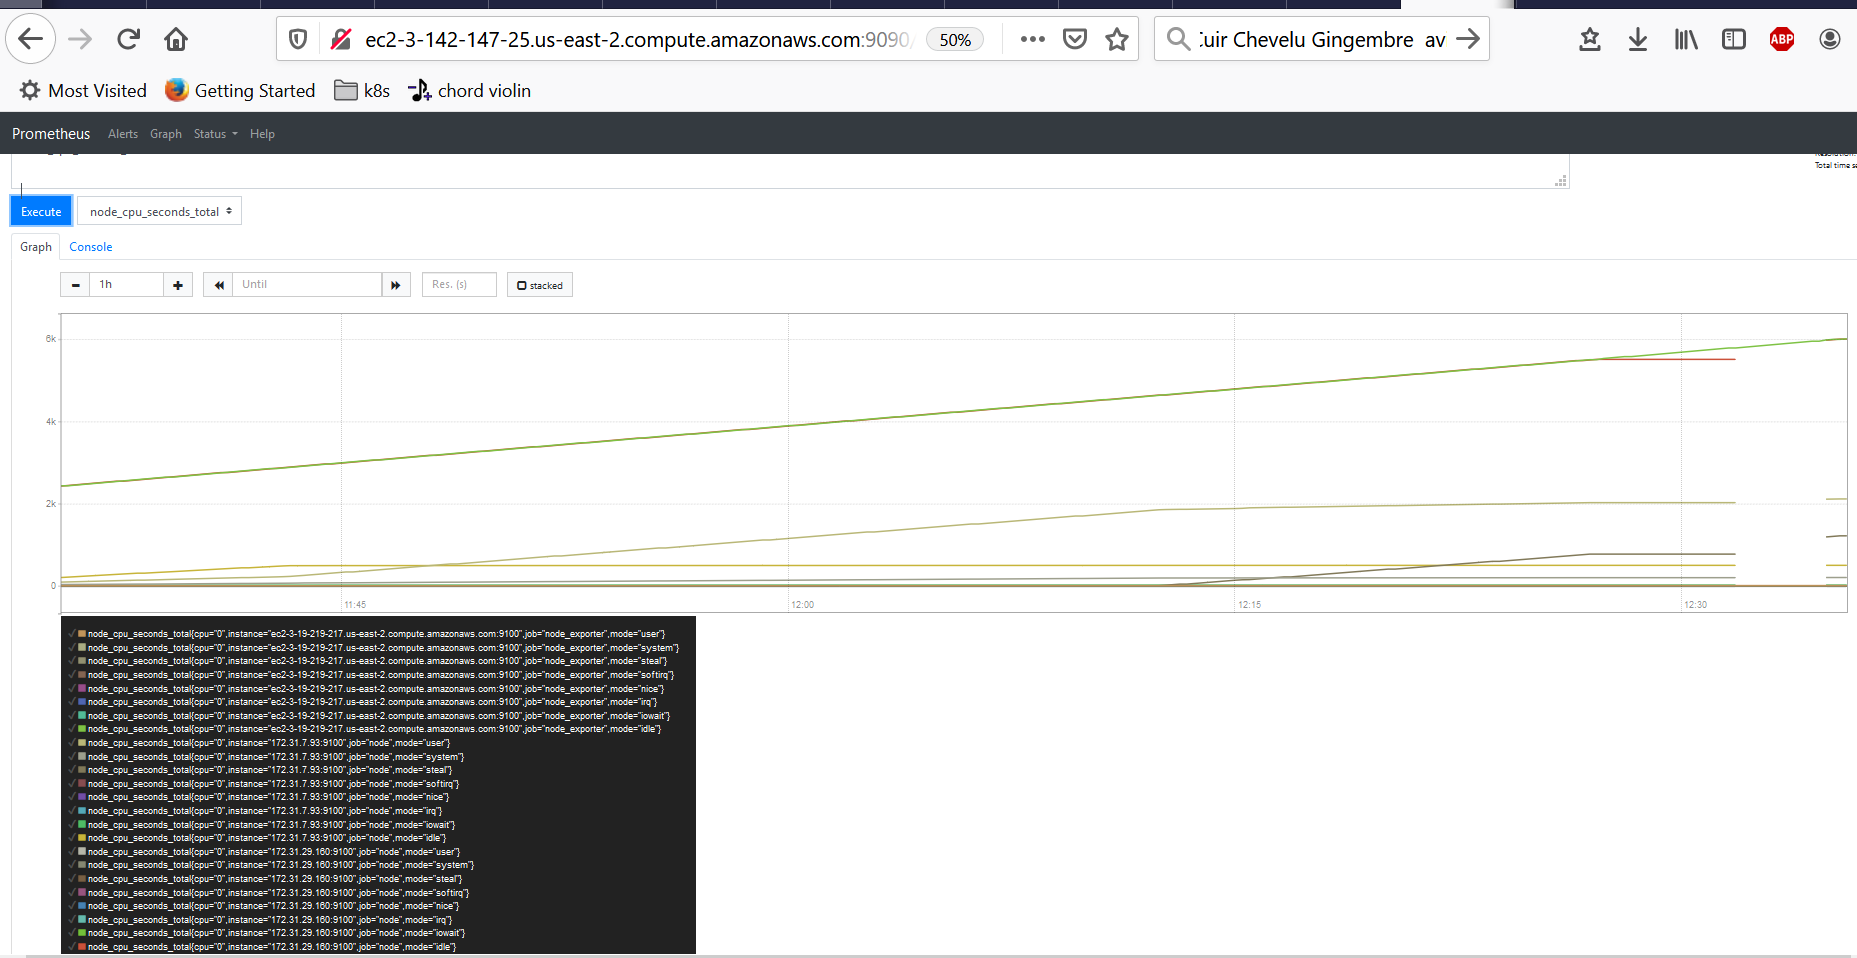 ec2-3-142-147-25.us-east-2.compute.amazonaws.com:9090/
50%
Cuir Chevelu Gingembre av
ABP
Most Visited
Getting Started
k8s
chord violin
Prometheus
Alerts
Graph
Status
Help
Total time se
Execute
node_cpu_seconds_total
Graph
Console
1h
Until
Res. (s)
stacked
6k
4k
2k
0
11:45
12:00
12:15
12:30
node_cpu_seconds_total{cpu="0",instance="ec2-3-19-219-217.us-east-2.compute.amazonaws.com:9100",job="node_exporter",mode="user"}
node_cpu_seconds_total{cpu="0",instance="ec2-3-19-219-217.us-east-2.compute.amazonaws.com:9100",job="node_exporter",mode="system"}
node_cpu_seconds_total{cpu="0",instance="ec2-3-19-219-217.us-east-2.compute.amazonaws.com:9100",job="node_exporter",mode="steal"}
node_cpu_seconds_total{cpu="0",instance="ec2-3-19-219-217.us-east-2.compute.amazonaws.com:9100",job="node_exporter",mode="softirq"}
node_cpu_seconds_total{cpu="0",instance="ec2-3-19-219-217.us-east-2.compute.amazonaws.com:9100",job="node_exporter",mode="nice"}
node_cpu_seconds_total{cpu="0",instance="ec2-3-19-219-217.us-east-2.compute.amazonaws.com:9100",job="node_exporter",mode="irq"}
node_cpu_seconds_total{cpu="0",instance="ec2-3-19-219-217.us-east-2.compute.amazonaws.com:9100",job="node_exporter",mode="iowait"}
node_cpu_seconds_total{cpu="0",instance="ec2-3-19-219-217.us-east-2.compute.amazonaws.com:9100",job="node_exporter",mode="idle"}
node_cpu_seconds_total{cpu="0",instance="172.31.7.93:9100",job="node",mode="user"}
node_cpu_seconds_total{cpu="0",instance="172.31.7.93:9100",job="node",mode="system"}
node_cpu_seconds_total{cpu="0",instance="172.31.7.93:9100",job="node",mode="steal"}
node_cpu_seconds_total{cpu="0",instance="172.31.7.93:9100",job="node",mode="softirq"}
node_cpu_seconds_total{cpu="0",instance="172.31.7.93:9100",job="node",mode="nice"}
node_cpu_seconds_total{cpu="0",instance="172.31.7.93:9100",job="node",mode="irq"}
node_cpu_seconds_total{cpu="0",instance="172.31.7.93:9100",job="node",mode="iowait"}
node_cpu_seconds_total{cpu="0",instance="172.31.7.93:9100",job="node",mode="idle"}
node_cpu_seconds_total{cpu="0",instance="172.31.29.160:9100",job="node",mode="user"}
node_cpu_seconds_total{cpu="0",instance="172.31.29.160:9100",job="node",mode="system"}
node_cpu_seconds_total{cpu="0",instance="172.31.29.160:9100",job="node",mode="steal"}
node_cpu_seconds_total{cpu="0",instance="172.31.29.160:9100",job="node",mode="softirq"}
node_cpu_seconds_total{cpu="0",instance="172.31.29.160:9100",job="node",mode="nice"}
node_cpu_seconds_total{cpu="0",instance="172.31.29.160:9100",job="node",mode="irq"}
node_cpu_seconds_total{cpu="0",instance="172.31.29.160:9100",job="node",mode="iowait"}
node_cpu_seconds_total{cpu="0",instance="172.31.29.160:9100",job="node",mode="idle"}